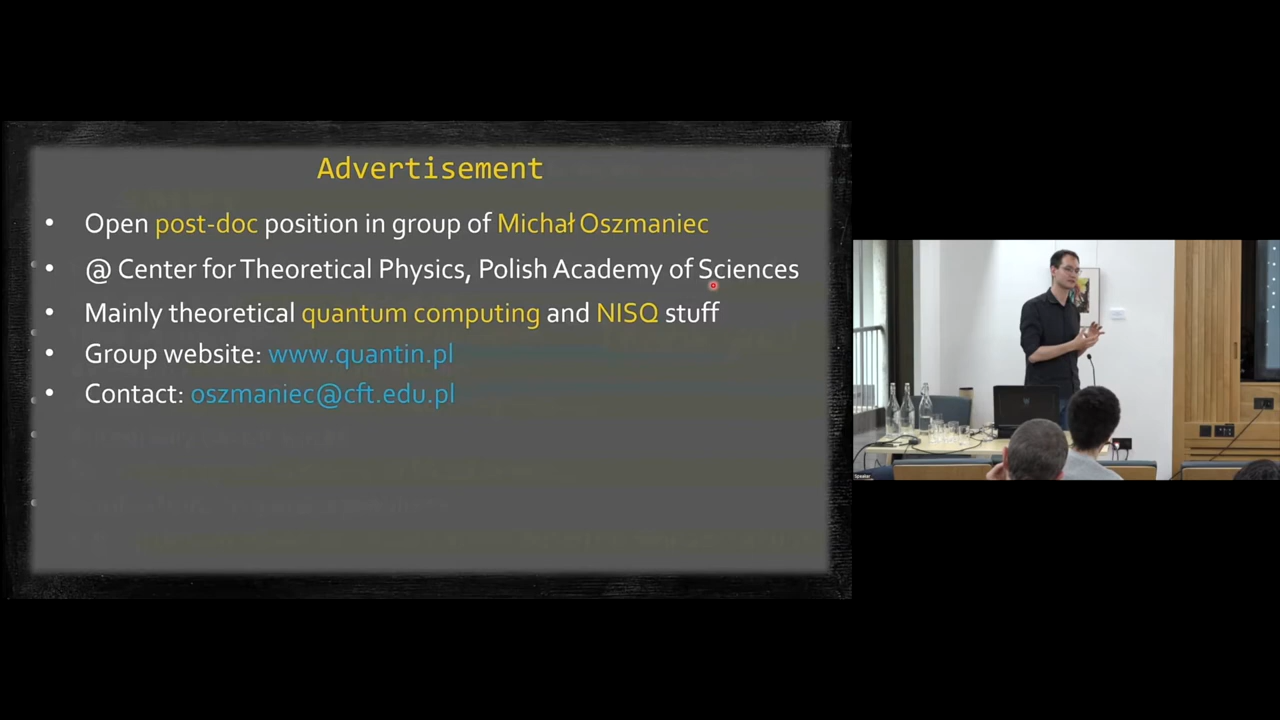 Advertisement
• Open post-doc position in group of Michał Oszmaniec
• @ Center for Theoretical Physics, Polish Academy of Sciences
• Mainly theoretical quantum computing and NISQ stuff
• Group website: www.quantin.pl
• Contact: oszmaniec@cft.edu.pl
Speaker